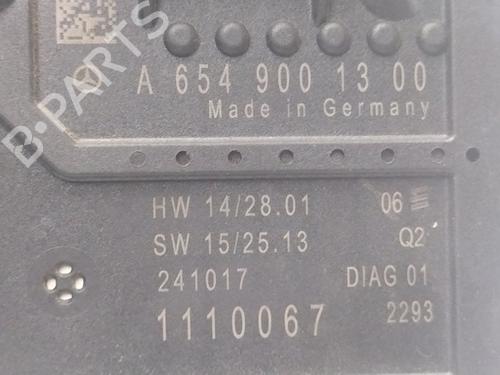 A 654 900 13 00
Made in Germany
HW 14/28.01 06
SW 15/25.13 Q2
241017 DIAG 01
1110067 2293
B-PARTS